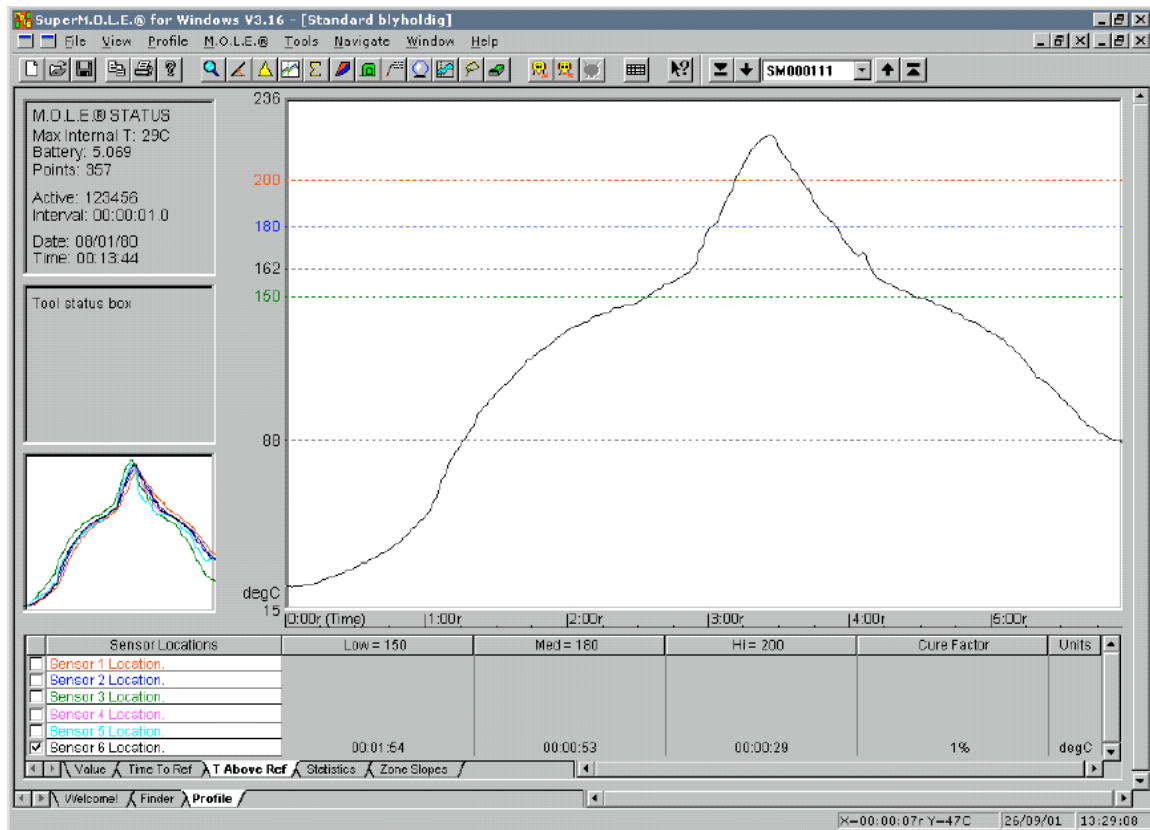 SuperM.O.L.E.® for Windows V3.16 - [Standard blyholdig]
File View Profile M.O.L.E.® Tools Navigate Window Help
SM000111
M.O.L.E.® STATUS
Max Internal T: 29C
Battery: 5.069
Points: 357
Active: 123456
Interval: 00:00:01.0
Date: 08/01/80
Time: 00:13:44
Tool status box
236
200
180
162
150
88
degC
15
0:00r (Time) 1:00r 2:00r 3:00r 4:00r 5:00r
Sensor Locations Low = 150 Med = 180 Hi = 200 Cure Factor Units
Sensor 1 Location.
Sensor 2 Location.
Sensor 3 Location.
Sensor 4 Location.
Sensor 5 Location.
Sensor 6 Location. 00:01:54 00:00:53 00:00:29 1% degC
Value Time To Ref T Above Ref Statistics Zone Slopes
Welcome! Finder Profile
X=00:00:07r Y=47C 26/09/01 13:29:08